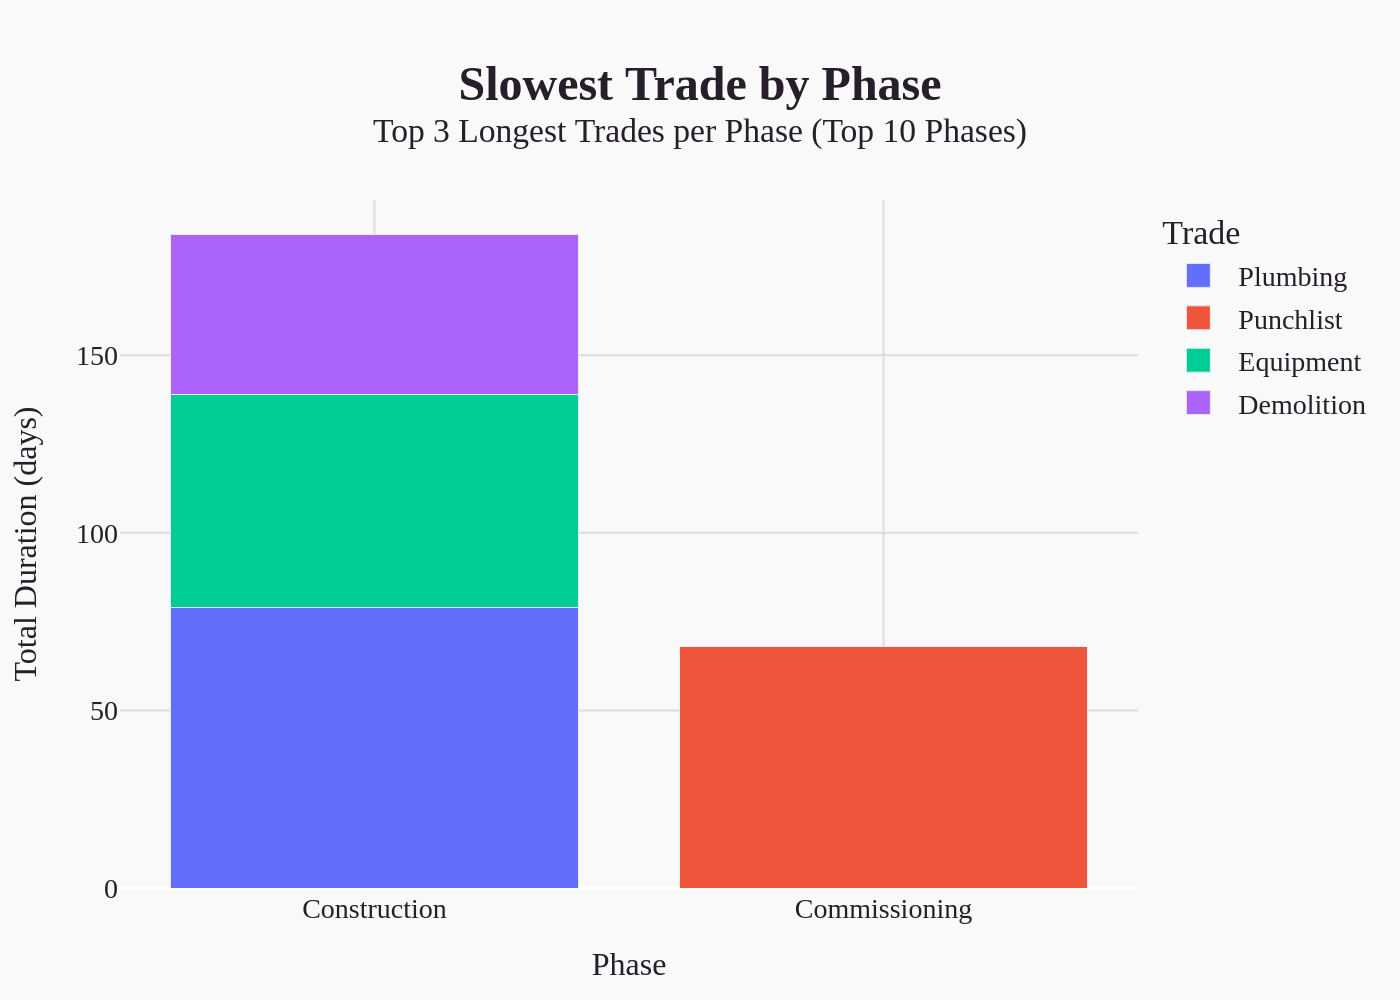 Slowest Trade by Phase
Top 3 Longest Trades per Phase (Top 10 Phases)
Trade
Plumbing
Punchlist
Equipment
Demolition
Total Duration (days)
150
100
50
0
Construction
Commissioning
Phase